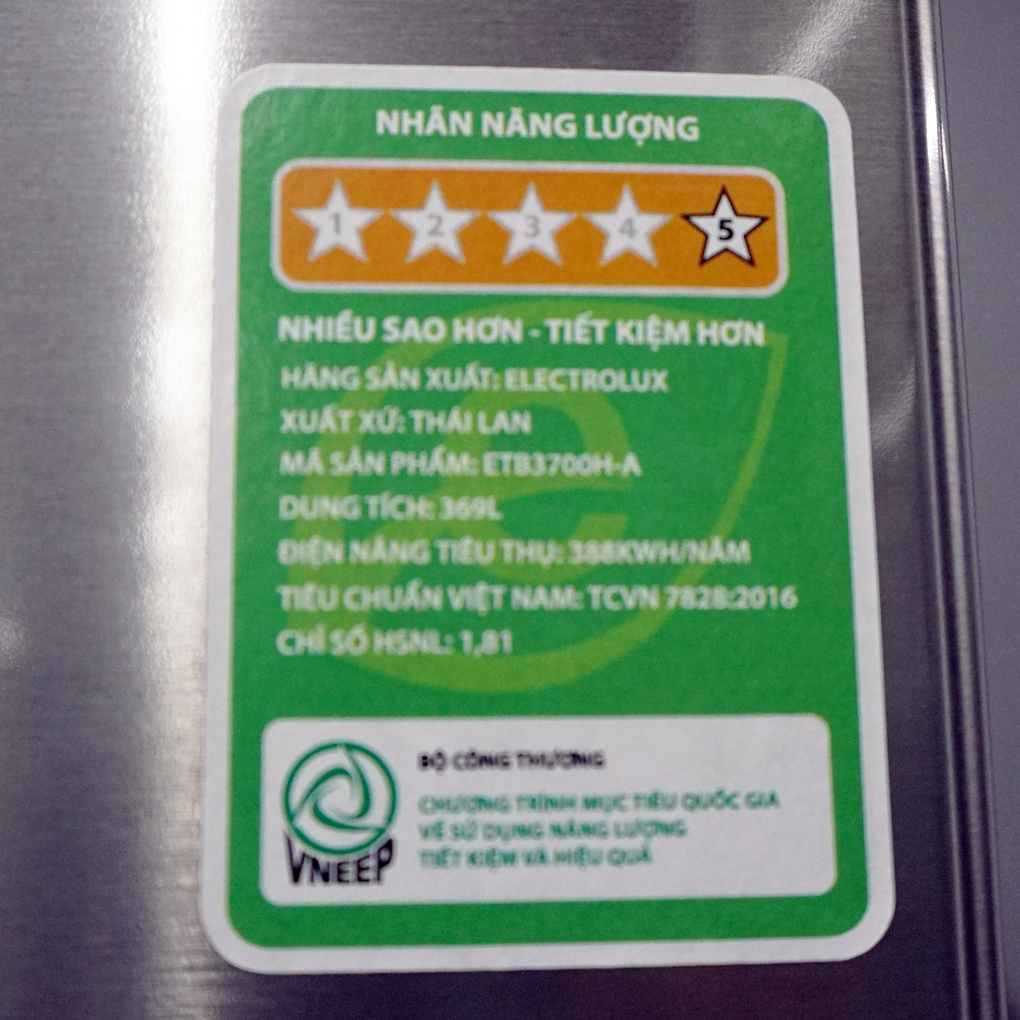 NHÃN NĂNG LƯỢNG
1 2 3 4 5
NHIỀU SAO HƠN - TIẾT KIỆM HƠN
HÃNG SẢN XUẤT: ELECTROLUX
XUẤT XỨ: THÁI LAN
MÃ SẢN PHẨM: ETB3700H-A
DUNG TÍCH: 369L
ĐIỆN NĂNG TIÊU THỤ: 388KWH/NĂM
TIÊU CHUẨN VIỆT NAM: TCVN 7828:2016
CHỈ SỐ HSNL: 1,81
VNEEP
BỘ CÔNG THƯƠNG
CHƯƠNG TRÌNH MỤC TIÊU QUỐC GIA
VỀ SỬ DỤNG NĂNG LƯỢNG
TIẾT KIỆM VÀ HIỆU QUẢ